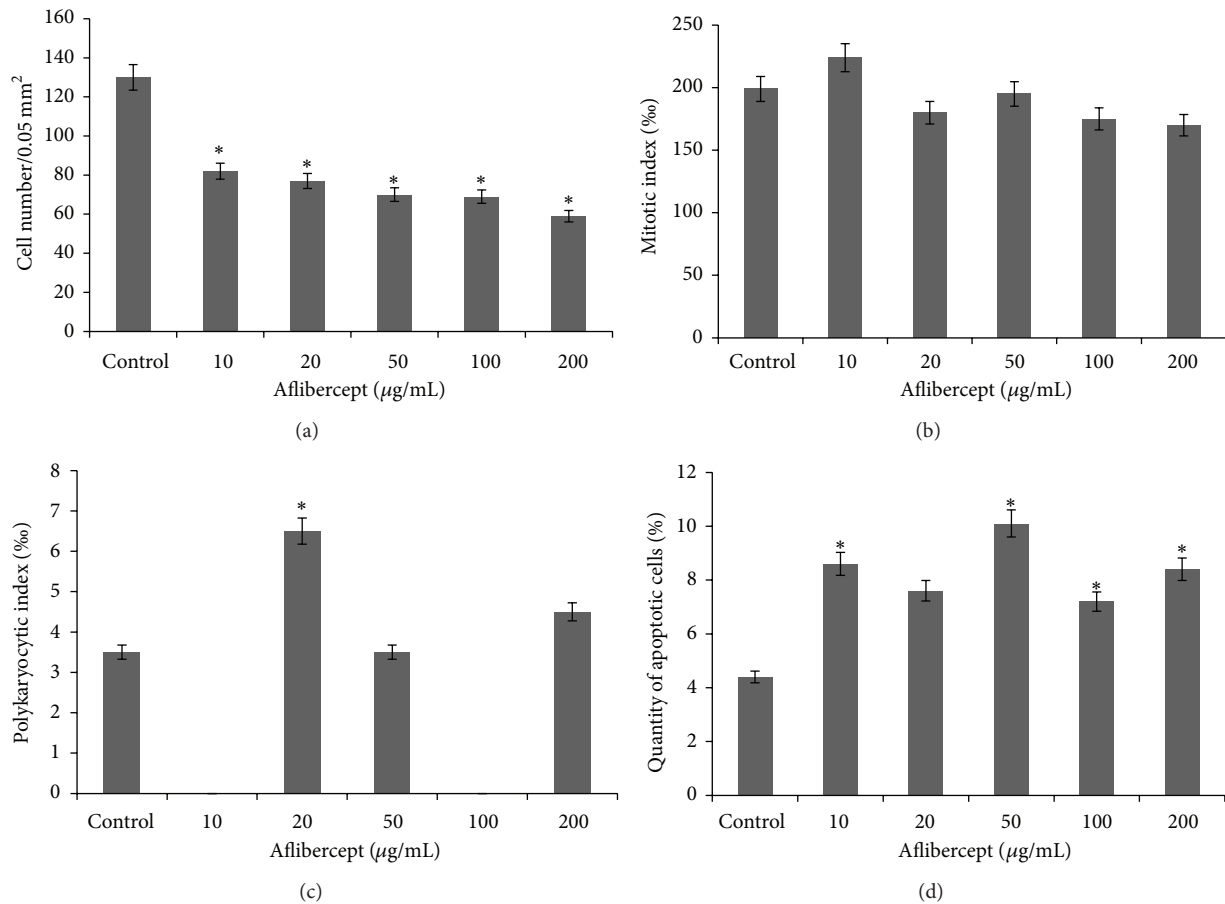 160
140
120
100
80
60
40
20
0
Cell number/0.05 mm²
* * * * *
Control 10 20 50 100 200
Aflibercept (μg/mL)
(a)
250
200
150
100
50
0
Mitotic index (‰)
Control 10 20 50 100 200
Aflibercept (μg/mL)
(b)
8
7
6
5
4
3
2
1
0
Polykaryocytic index (‰)
*
Control 10 20 50 100 200
Aflibercept (μg/mL)
(c)
12
10
8
6
4
2
0
Quantity of apoptotic cells (%)
* * * *
Control 10 20 50 100 200
Aflibercept (μg/mL)
(d)